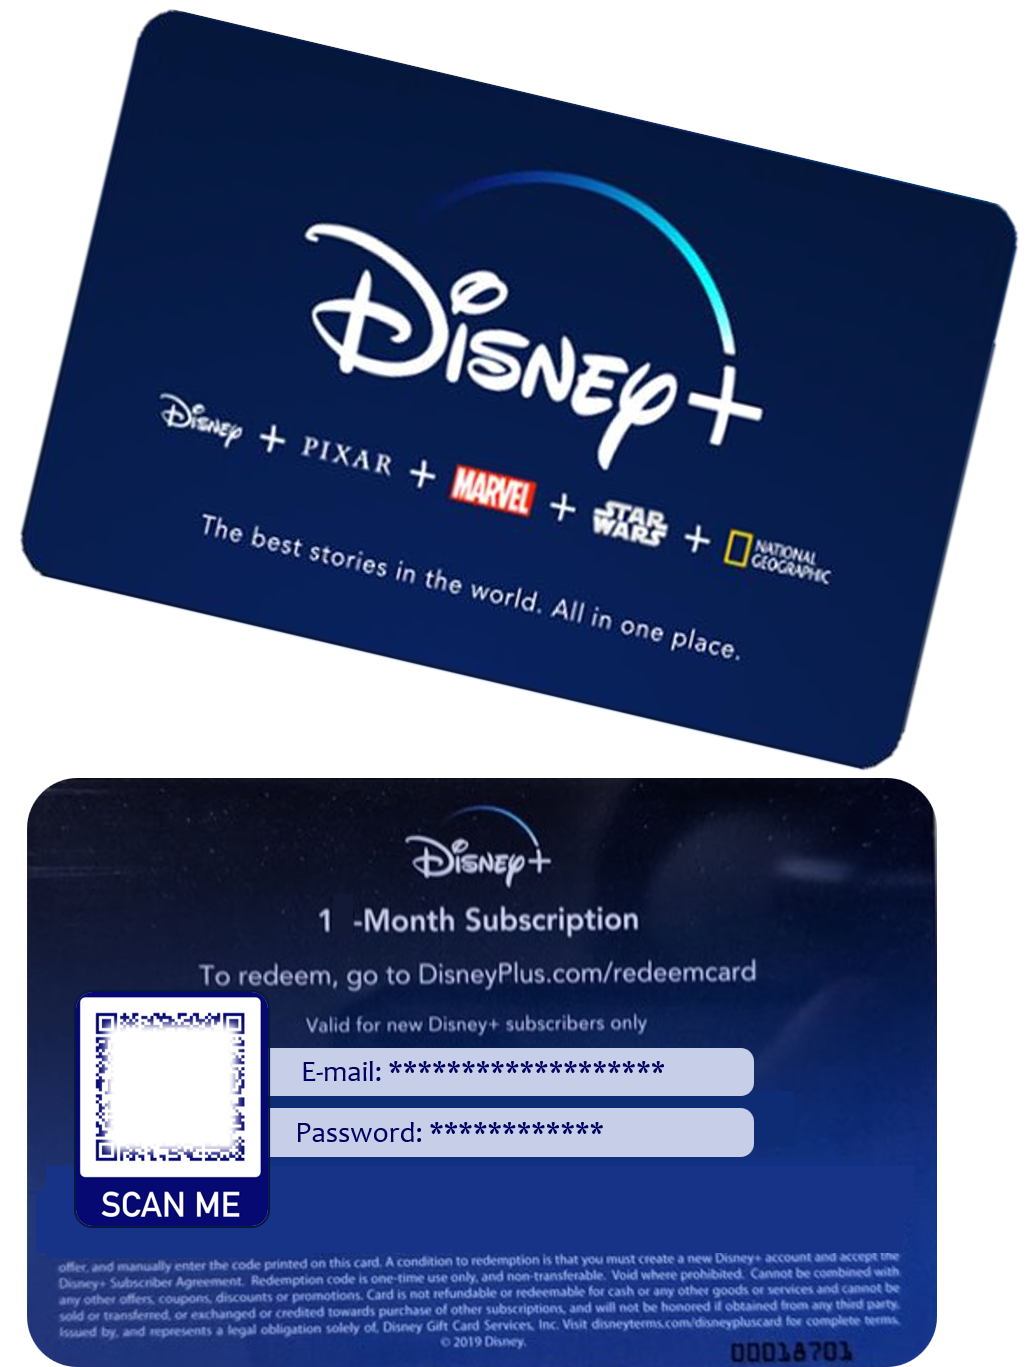 Disney+
Disney + PIXAR + MARVEL + STAR WARS + NATIONAL GEOGRAPHIC
The best stories in the world. All in one place.
Disney+
1 -Month Subscription
To redeem, go to DisneyPlus.com/redeemcard
Valid for new Disney+ subscribers only
E-mail: *******************
Password: ************
SCAN ME
offer, and manually enter the code printed on this card. A condition to redemption is that you must create a new Disney+ account and accept the
Disney+ Subscriber Agreement. Redemption code is one-time use only, and non-transferable. Void where prohibited. Cannot be combined with
any other offers, coupons, discounts or promotions. Card is not refundable or redeemable for cash or any other goods or services and cannot be
sold or transferred, or exchanged or credited towards purchase of other subscriptions, and will not be honored if obtained from any third party.
Issued by, and represents a legal obligation solely of, Disney Gift Card Services, Inc. Visit disneyterms.com/disneypluscard for complete terms.
© 2019 Disney.
00018701